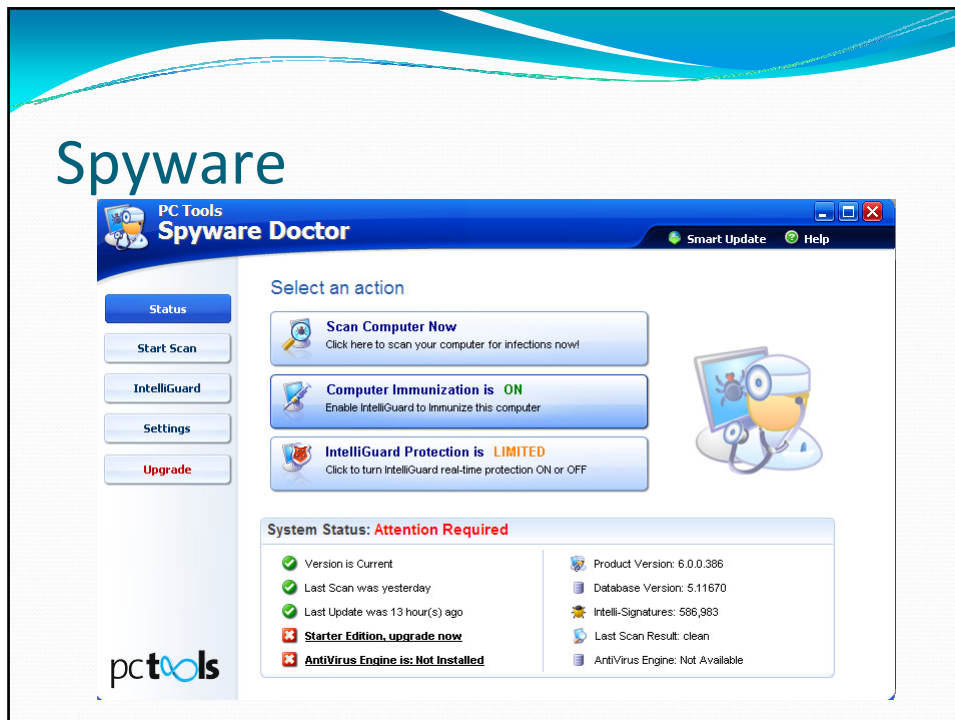 Spyware
PC Tools
Spyware Doctor
Smart Update
Help
Status
Start Scan
IntelliGuard
Settings
Upgrade
Select an action
Scan Computer Now
Click here to scan your computer for infections now!
Computer Immunization is ON
Enable IntelliGuard to Immunize this computer
IntelliGuard Protection is LIMITED
Click to turn IntelliGuard real-time protection ON or OFF
System Status: Attention Required
Version is Current
Last Scan was yesterday
Last Update was 13 hour(s) ago
Starter Edition, upgrade now
AntiVirus Engine is: Not Installed
Product Version: 6.0.0.386
Database Version: 5.11670
Intelli-Signatures: 586,983
Last Scan Result: clean
AntiVirus Engine: Not Available
pctools